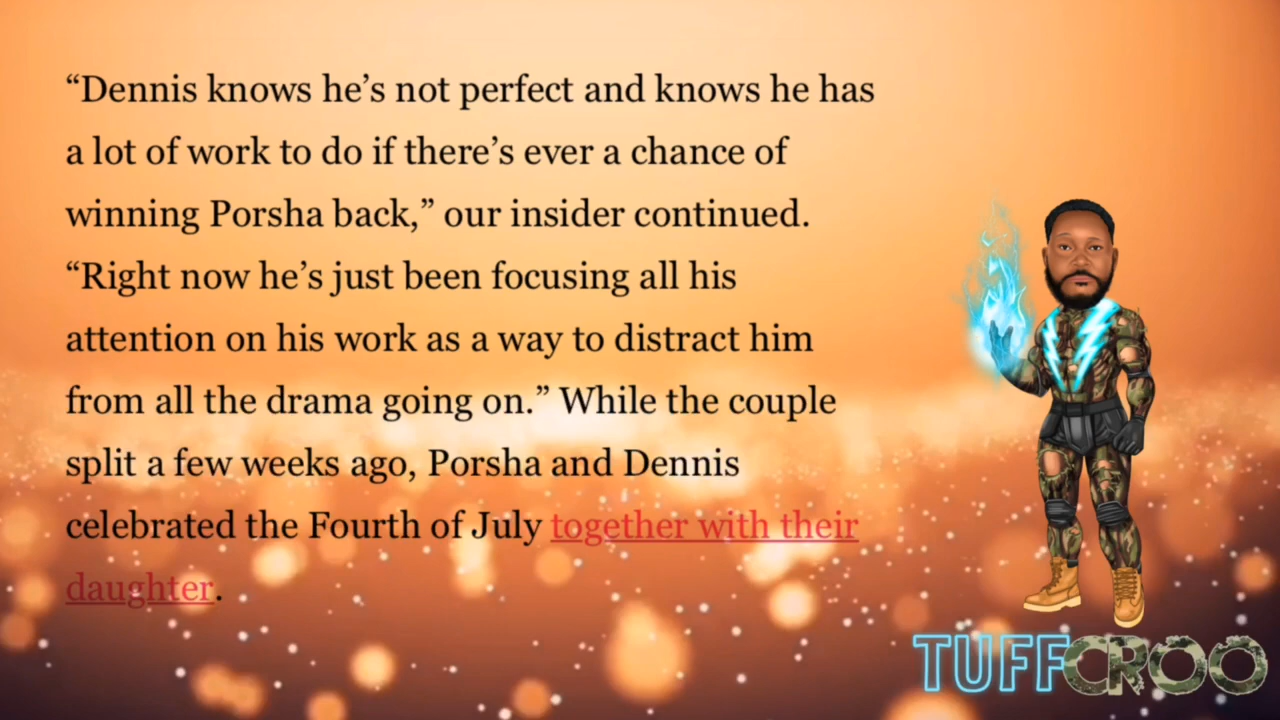 “Dennis knows he’s not perfect and knows he has
a lot of work to do if there’s ever a chance of
winning Porsha back,” our insider continued.
“Right now he’s just been focusing all his
attention on his work as a way to distract him
from all the drama going on.” While the couple
split a few weeks ago, Porsha and Dennis
celebrated the Fourth of July together with their
daughter.
TUFFCROO